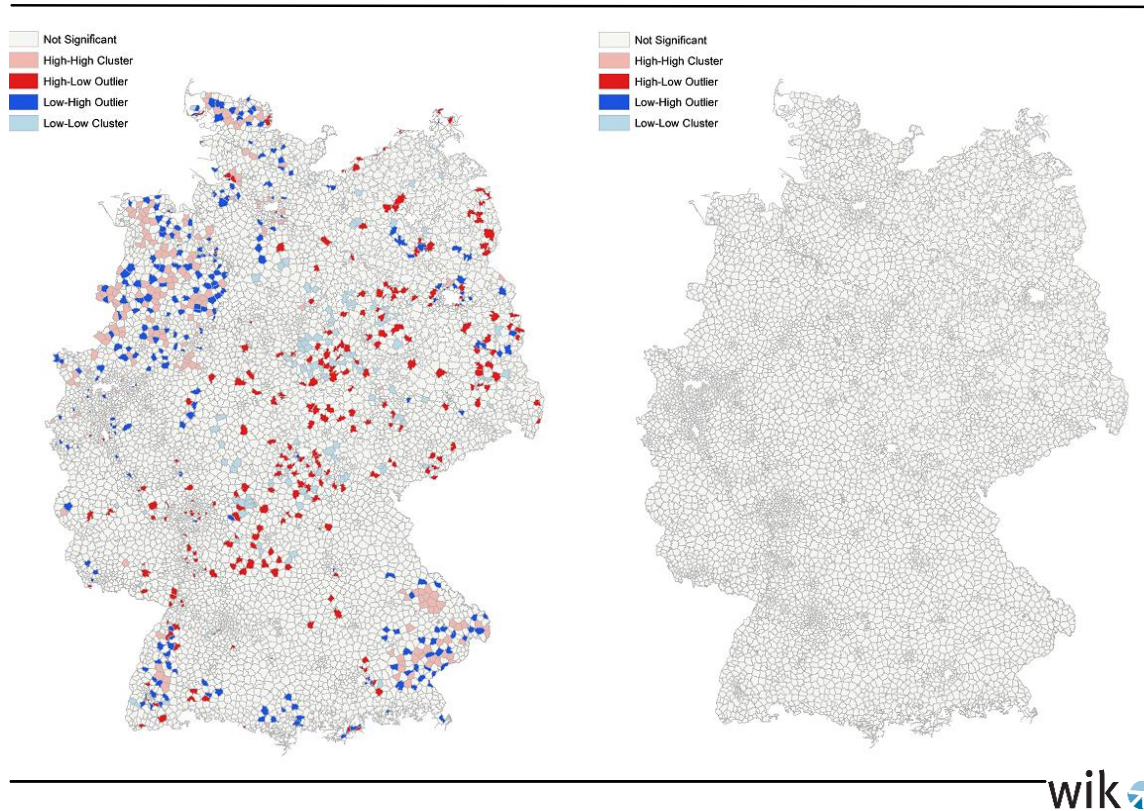 Not Significant
High-High Cluster
High-Low Outlier
Low-High Outlier
Low-Low Cluster
Not Significant
High-High Cluster
High-Low Outlier
Low-High Outlier
Low-Low Cluster
wik